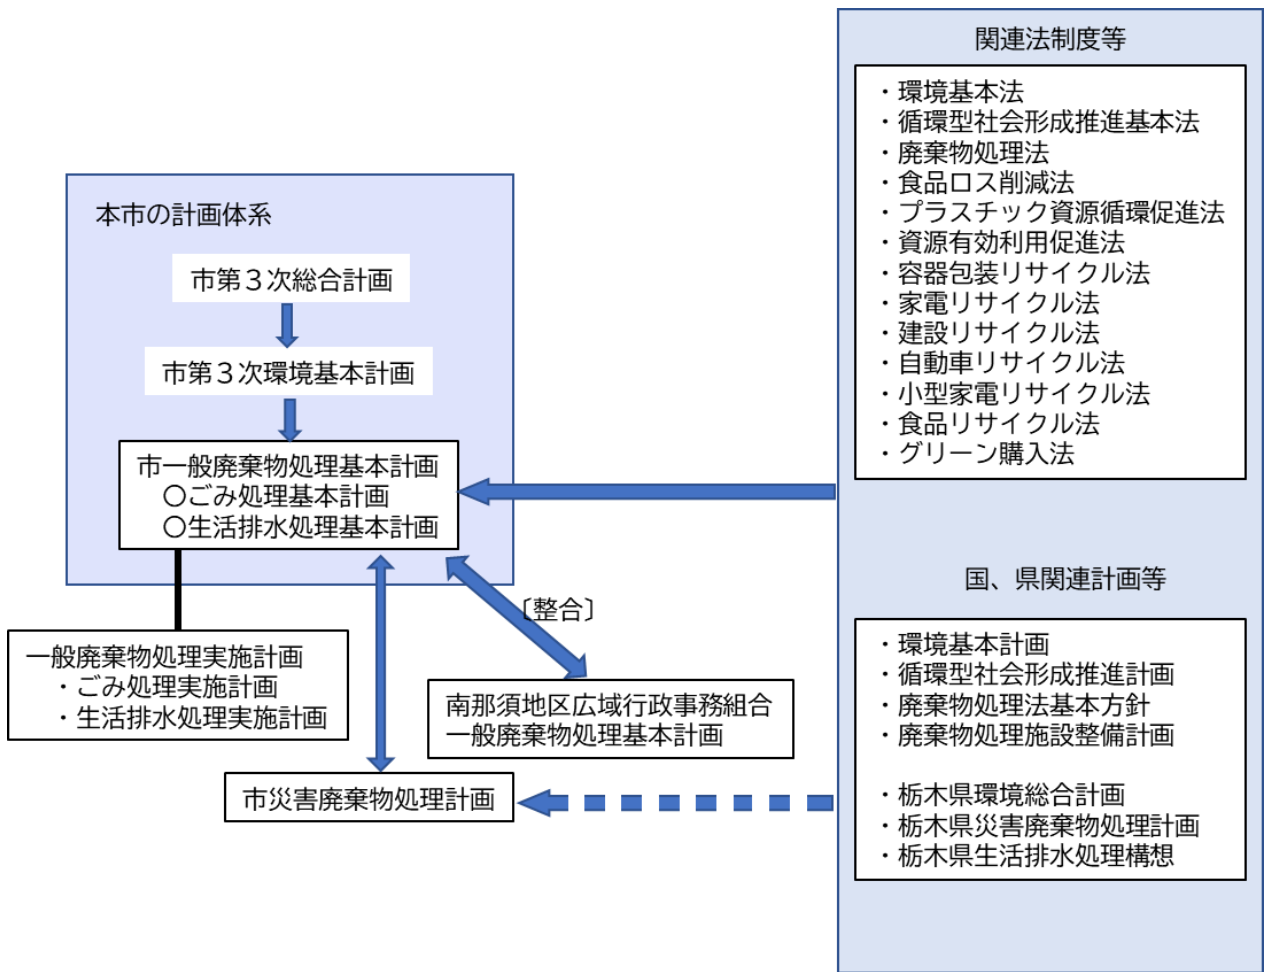 関連法制度等
・環境基本法
・循環型社会形成推進基本法
・廃棄物処理法
・食品ロス削減法
・プラスチック資源循環促進法
・資源有効利用促進法
・容器包装リサイクル法
・家電リサイクル法
・建設リサイクル法
・自動車リサイクル法
・小型家電リサイクル法
・食品リサイクル法
・グリーン購入法
本市の計画体系
市第３次総合計画
市第３次環境基本計画
市一般廃棄物処理基本計画
〇ごみ処理基本計画
〇生活排水処理基本計画
〔整合〕
一般廃棄物処理実施計画
・ごみ処理実施計画
・生活排水処理実施計画
南那須地区広域行政事務組合
一般廃棄物処理基本計画
市災害廃棄物処理計画
国、県関連計画等
・環境基本計画
・循環型社会形成推進計画
・廃棄物処理法基本方針
・廃棄物処理施設整備計画
・栃木県環境総合計画
・栃木県災害廃棄物処理計画
・栃木県生活排水処理構想